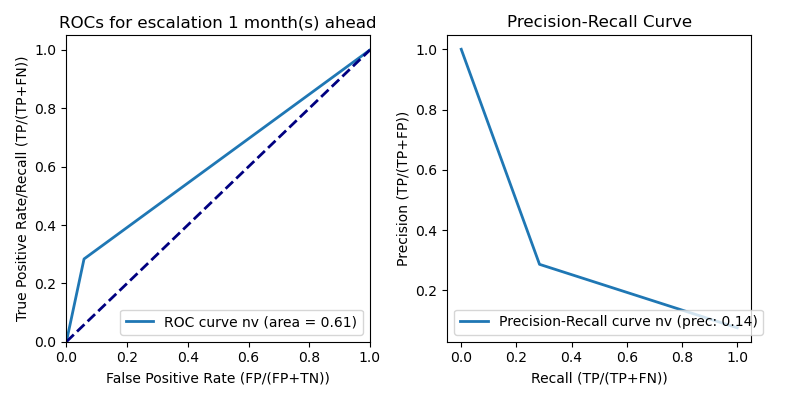 ROCs for escalation 1 month(s) ahead
True Positive Rate/Recall (TP/(TP+FN))
1.0
0.8
0.6
0.4
0.2
0.0
0.0 0.2 0.4 0.6 0.8 1.0
ROC curve nv (area = 0.61)
False Positive Rate (FP/(FP+TN))
Precision-Recall Curve
Precision (TP/(TP+FP))
1.0
0.8
0.6
0.4
0.2
0.0 0.2 0.4 0.6 0.8 1.0
Precision-Recall curve nv (prec: 0.14)
Recall (TP/(TP+FN))